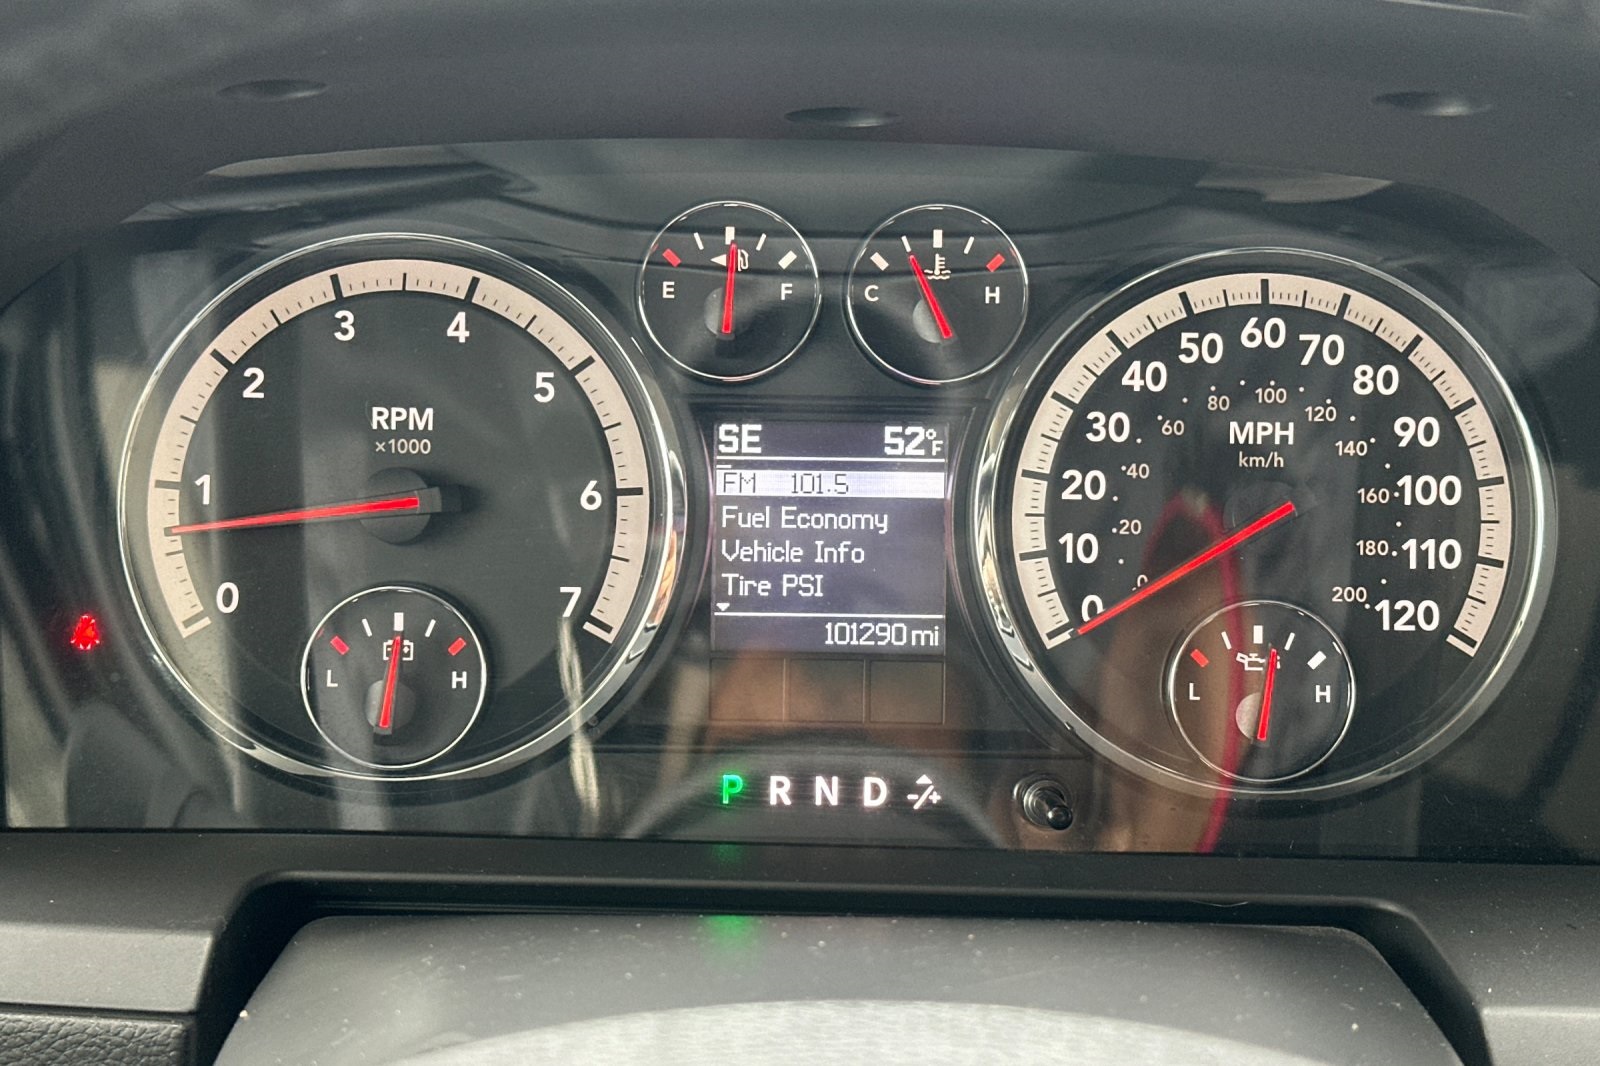 0
1
2
3
4
5
6
7
RPM
×1000
L H
E F
C H
SE 52°F
FM 101.5
Fuel Economy
Vehicle Info
Tire PSI
101290 mi
P R N D -/+
0
10
20
30
40
50
60
70
80
90
100
110
120
MPH
km/h
0
20
40
60
80
100
120
140
160
180
200
L H